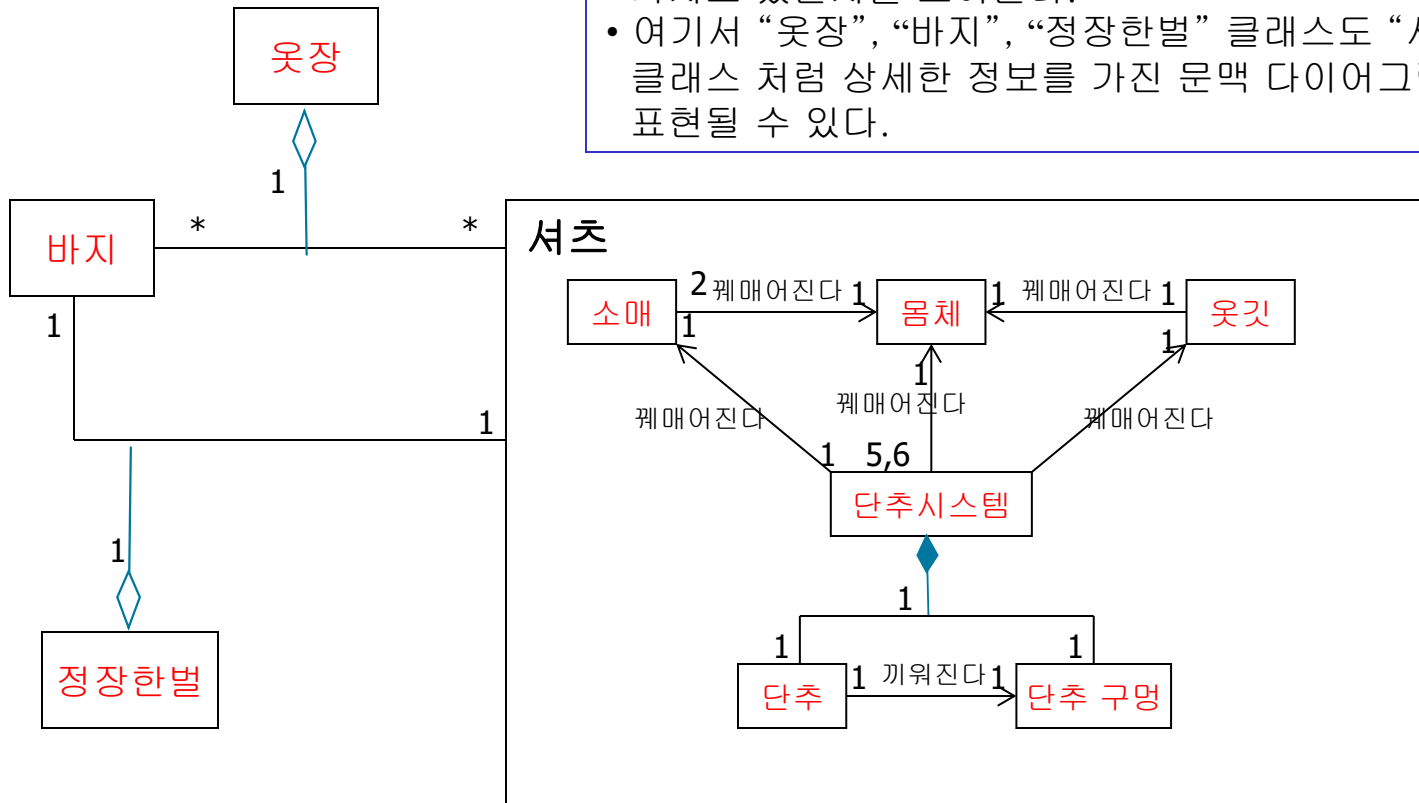 여기서 “옷장”, “바지”, “정장한벌” 클래스도
클래스 처럼 상세한 정보를 가진 문맥
표현될 수 있다.
옷장
1
바지
*
*
1
1
1
정장한벌
셔츠
소매
2 꿰매어진다 1
몸체
1 꿰매어진다 1
옷깃
1
1
1
꿰매어진다
꿰매어진다
꿰매어진다
1 5,6
단추시스템
1
1
1
단추
1 끼워진다 1
단추 구멍